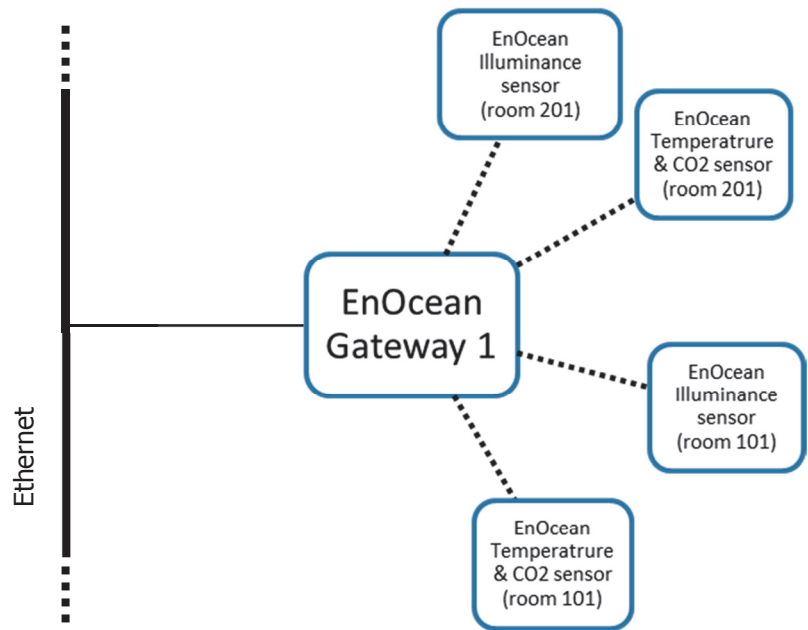 EnOcean
Illuminance
sensor
(room 201)
EnOcean
Temperatrure
& CO2 sensor
(room 201)
EnOcean
Gateway 1
EnOcean
Illuminance
sensor
(room 101)
Ethernet
EnOcean
Temperatrure
& CO2 sensor
(room 101)